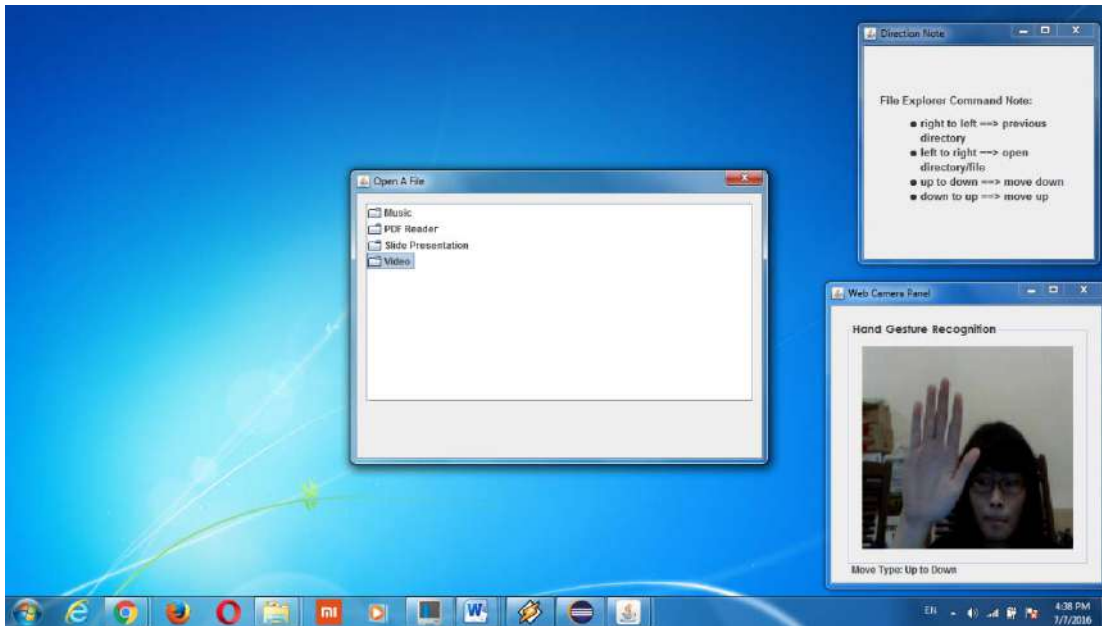 Direction Note
File Explorer Command Note:
right to left ==> previous
directory
left to right ==> open
directory/file
up to down ==> move down
down to up ==> move up
Open A File
Music
PDF Reader
Slide Presentation
Video
Web Camera Panel
Hand Gesture Recognition
Move Type: Up to Down
mi
W
EN
4:38 PM
7/7/2016